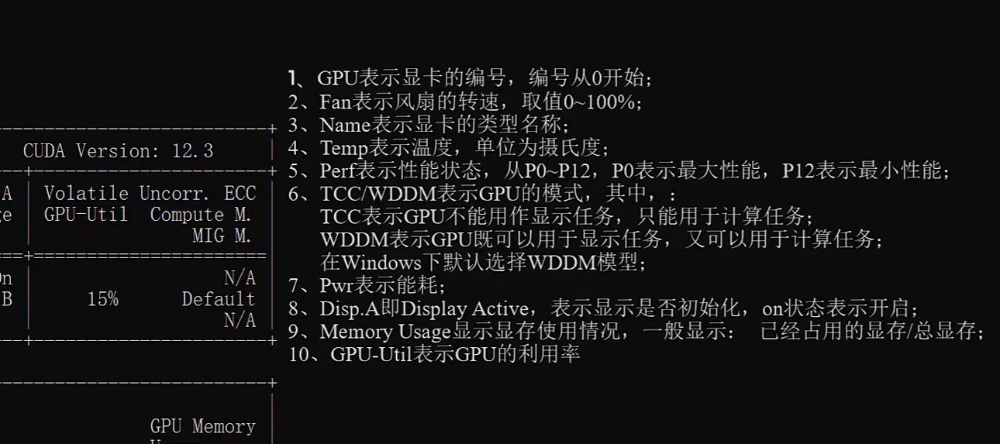 1、GPU表示显卡的编号，编号从0开始；
2、Fan表示风扇的转速，取值0~100%；
3、Name表示显卡的类型名称；
4、Temp表示温度，单位为摄氏度；
5、Perf表示性能状态，从P0~P12，P0表示最大性能，P12表示最小性能；
6、TCC/WDDM表示GPU的模式，其中，：
TCC表示GPU不能用作显示任务，只能用于计算任务；
WDDM表示GPU既可以用于显示任务，又可以用于计算任务；
在Windows下默认选择WDDM模型；
7、Pwr表示能耗；
8、Disp.A即Display Active，表示显示是否初始化，on状态表示开启；
9、Memory Usage显示显存使用情况，一般显示： 已经占用的显存/总显存；
10、GPU-Util表示GPU的利用率
CUDA Version: 12.3
A | Volatile Uncorr. ECC
ge | GPU-Util Compute M.
MIG M.
On | N/A
B | 15% Default
N/A
GPU Memory